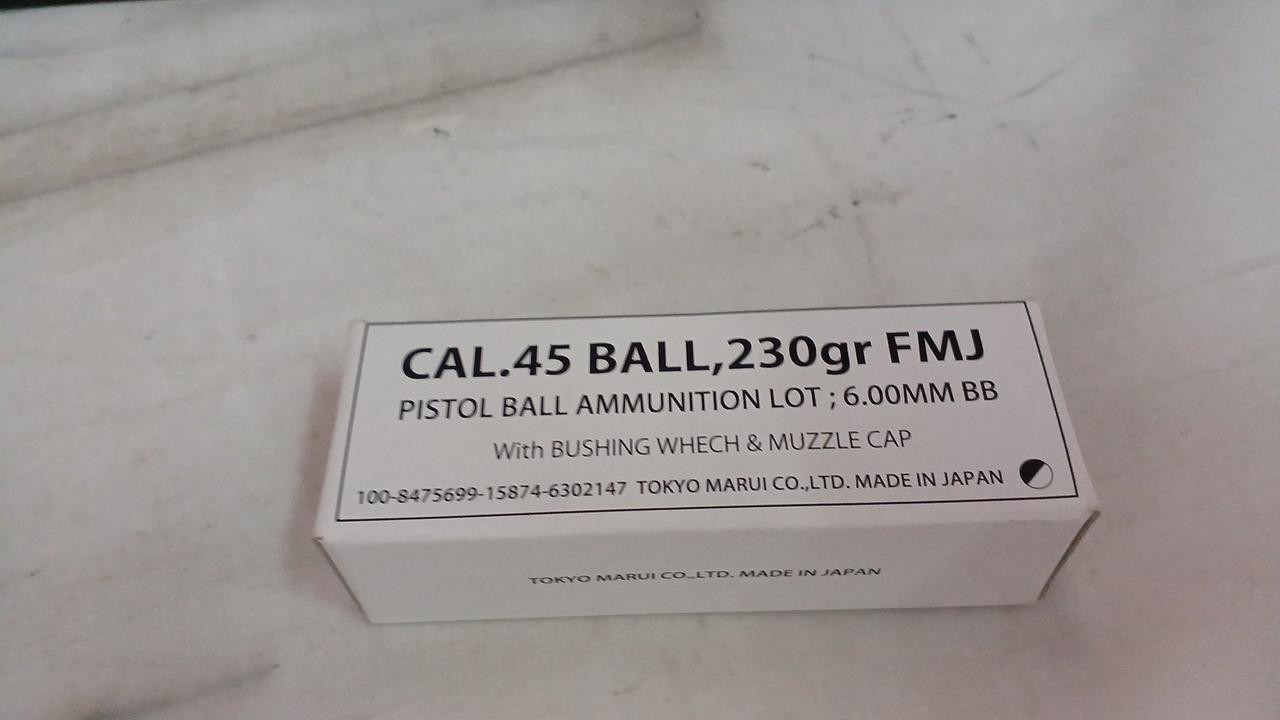 CAL.45 BALL,230gr FMJ
PISTOL BALL AMMUNITION LOT ; 6.00MM BB
With BUSHING WHECH & MUZZLE CAP
100-8475699-15874-6302147 TOKYO MARUI CO.,LTD. MADE IN JAPAN
TOKYO MARUI CO.,LTD. MADE IN JAPAN